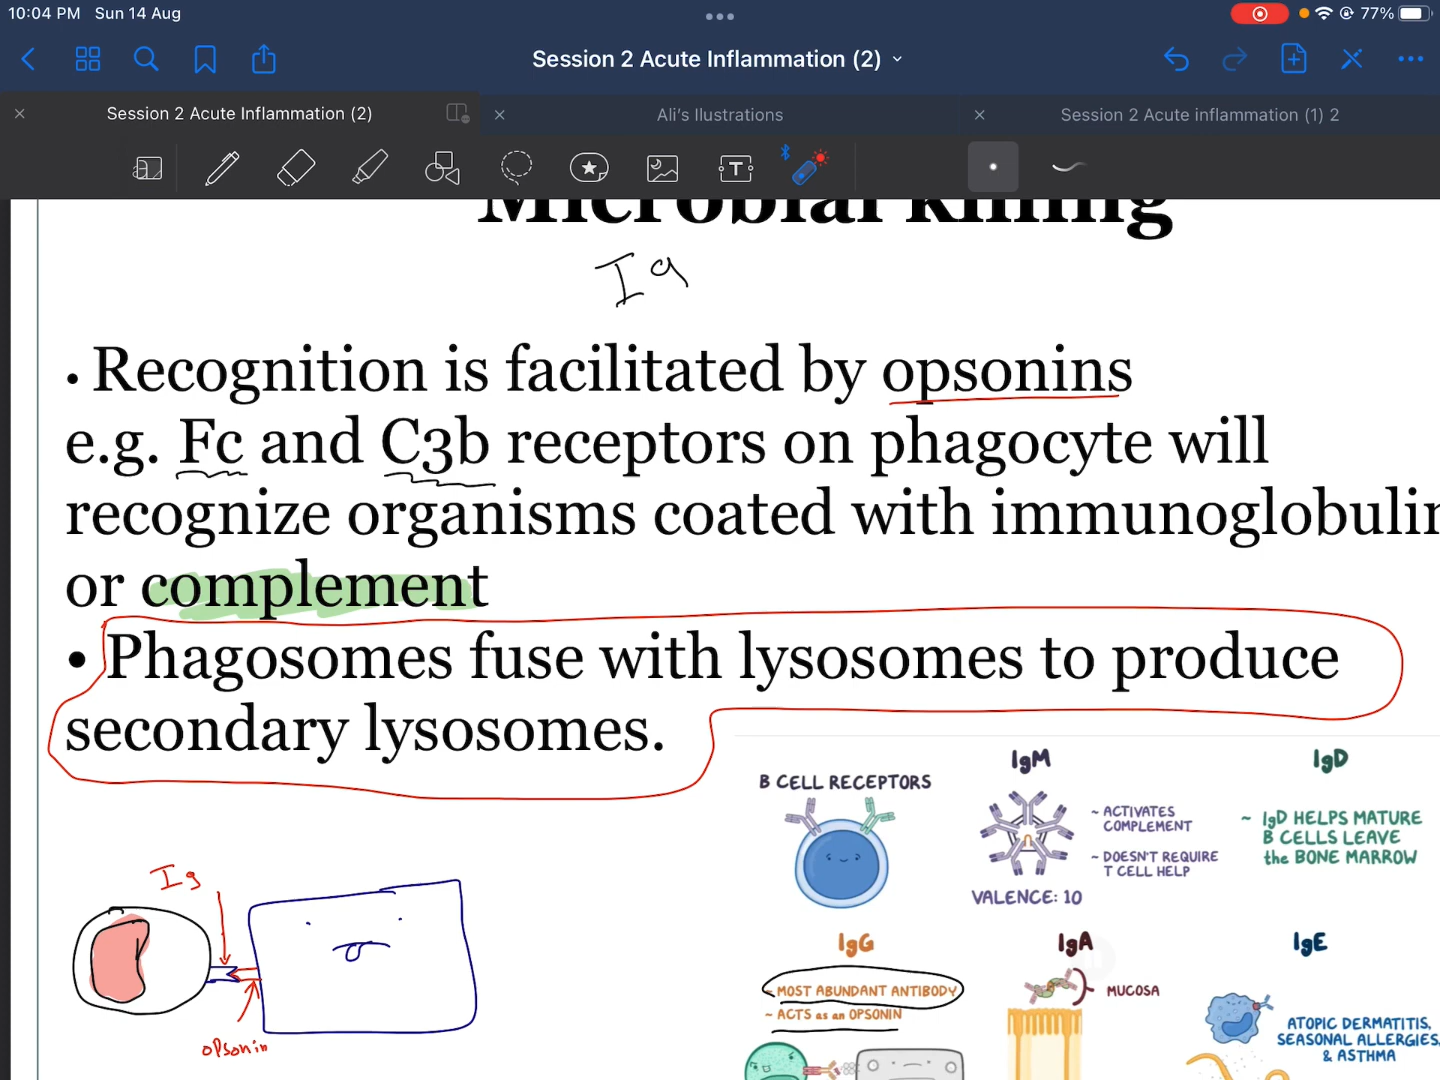 10:04 PM Sun 14 Aug
77%
Session 2 Acute Inflammation (2)
Session 2 Acute Inflammation (2)
Ali's Ilustrations
Session 2 Acute inflammation (1) 2
Microbial killing
Ig
• Recognition is facilitated by opsonins
e.g. Fc and C3b receptors on phagocyte will
recognize organisms coated with immunoglobulin
or complement
• Phagosomes fuse with lysosomes to produce
secondary lysosomes.
B CELL RECEPTORS
IgM
~ ACTIVATES
COMPLEMENT
~ DOESN'T REQUIRE
T CELL HELP
VALENCE: 10
IgD
~ IgD HELPS MATURE
B CELLS LEAVE
the BONE MARROW
Ig
opsonin
IgG
~ MOST ABUNDANT ANTIBODY
~ ACTS as an OPSONIN
IgA
MUCOSA
IgE
ATOPIC DERMATITIS,
SEASONAL ALLERGIES,
& ASTHMA